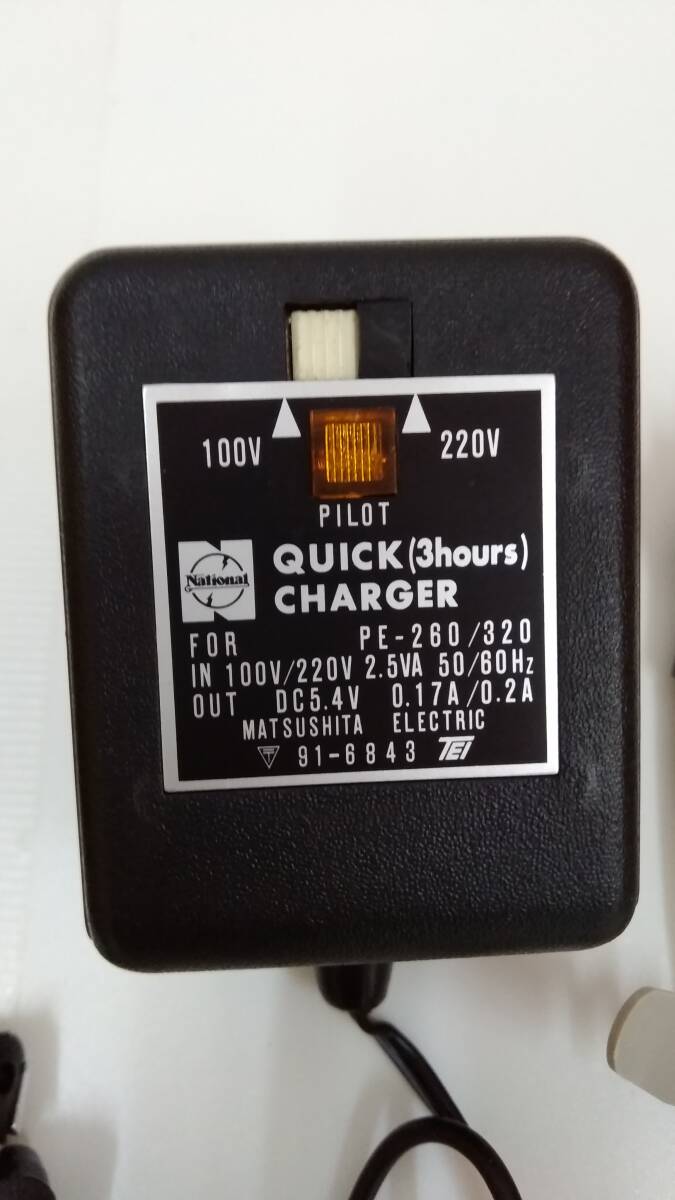 100V 220V
PILOT
National
QUICK (3hours)
CHARGER
FOR PE-260/320
IN 100V/220V 2.5VA 50/60Hz
OUT DC5.4V 0.17A/0.2A
MATSUSHITA ELECTRIC
〒 91-6843 TEI